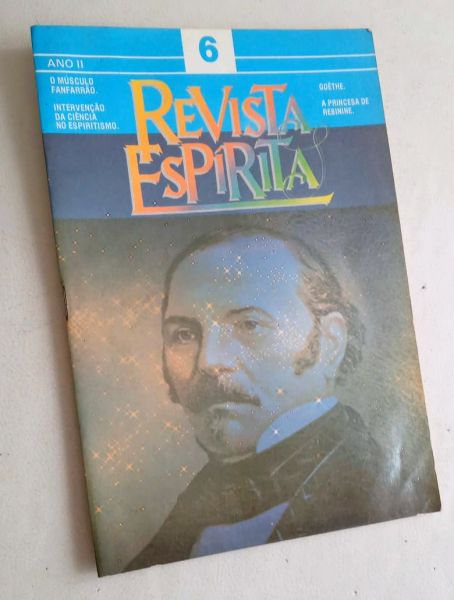 6
ANO II
O MÚSCULO
FANFARRÃO.
INTERVENÇÃO
DA CIÊNCIA
NO ESPIRITISMO.
GOËTHE.
A PRINCESA DE
REBININE.
REVISTA
ESPÍRITA